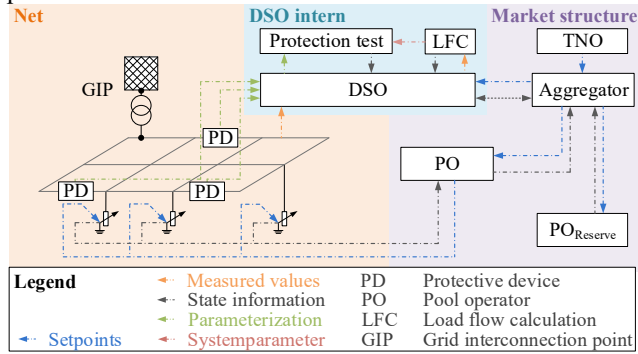 Net
DSO intern
Market structure
Protection test
LFC
TNO
GIP
DSO
Aggregator
PD
PO
PD
PD
PO_Reserve
Legend
Measured values
PD
Protective device
State information
PO
Pool operator
Parameterization
LFC
Load flow calculation
Setpoints
Systemparameter
GIP
Grid interconnection point